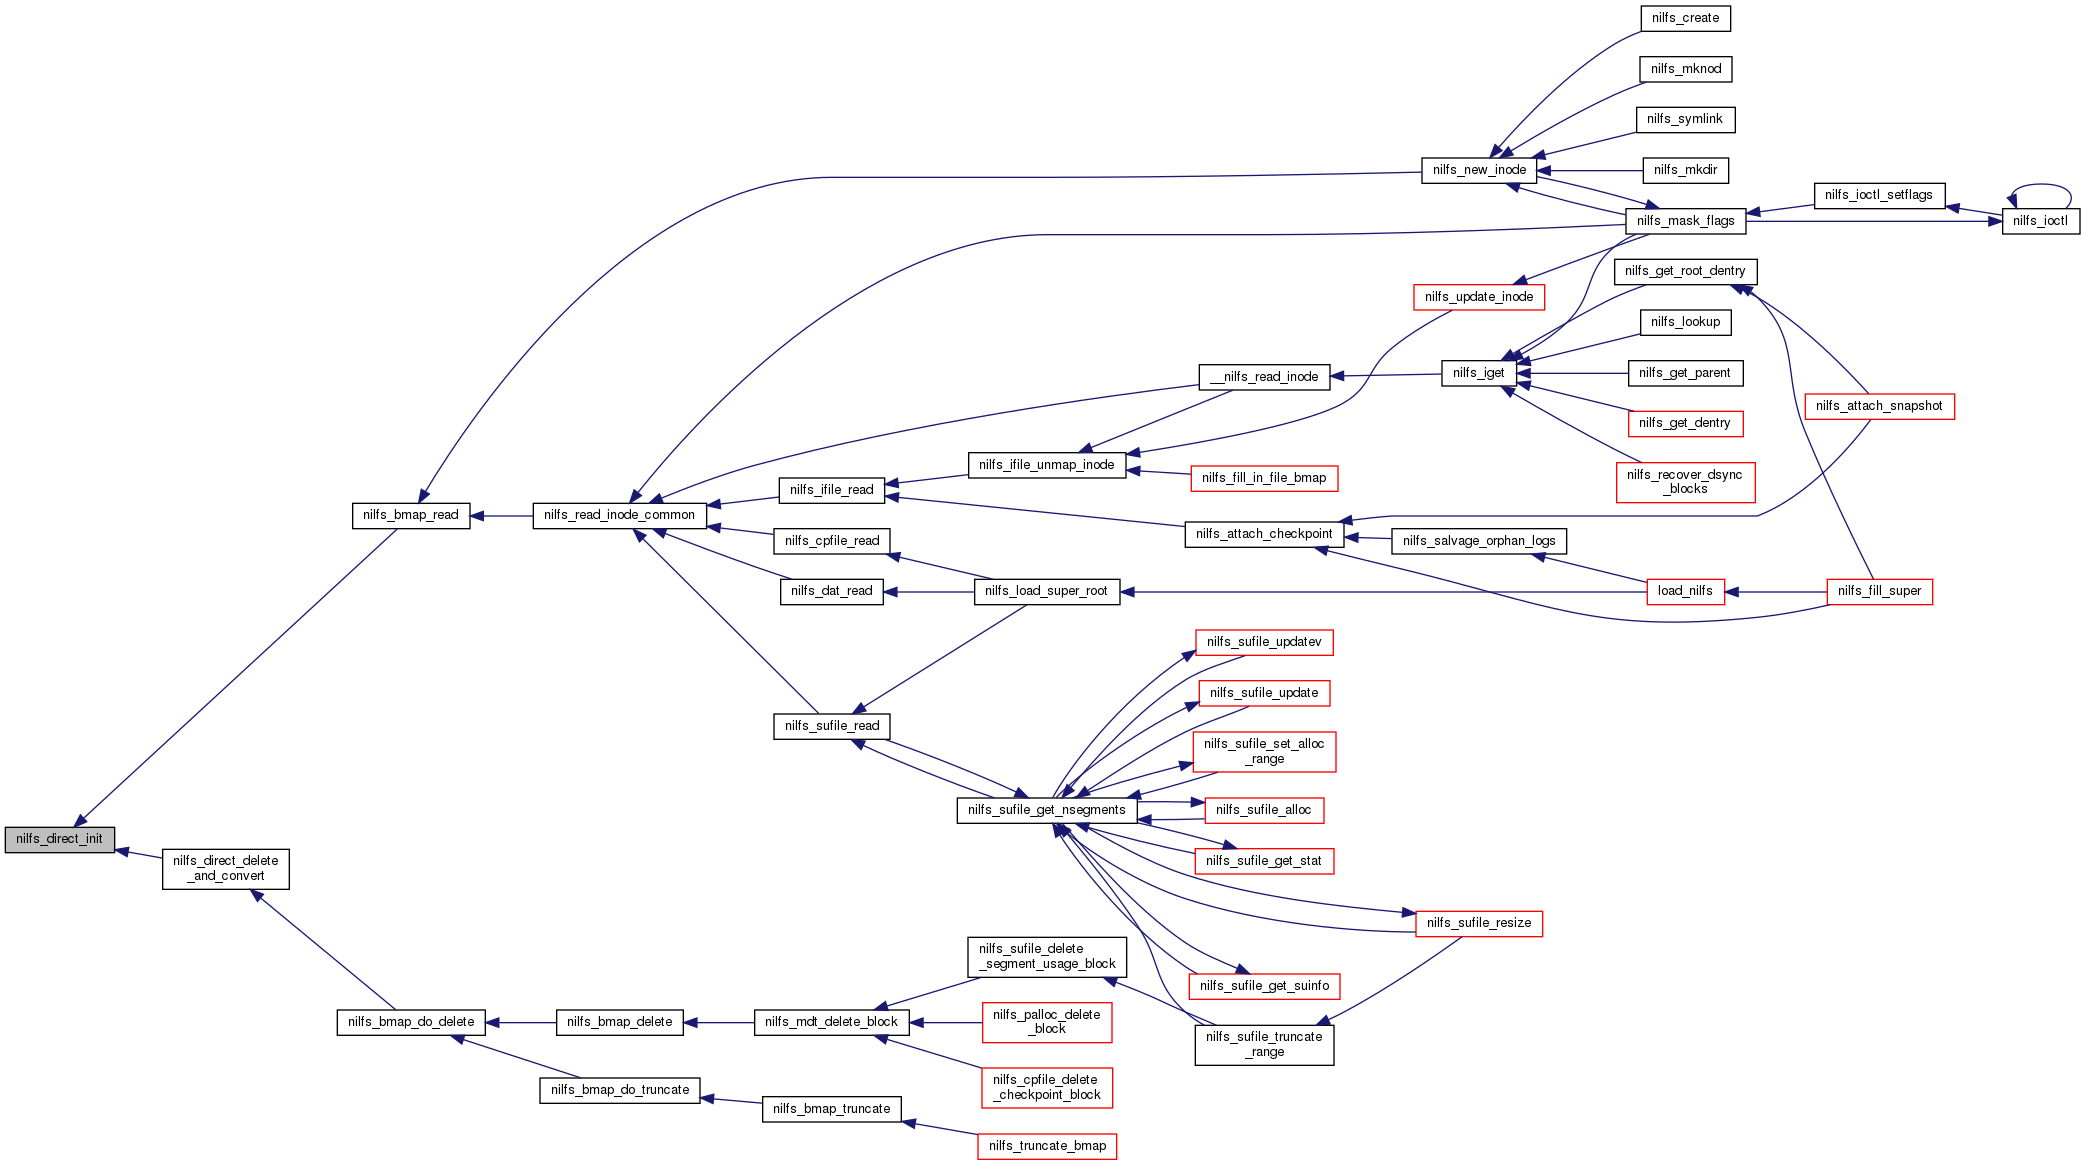 nilfs_create
nilfs_mknod
nilfs_symlink
nilfs_new_inode
nilfs_mkdir
nilfs_ioctl_setflags
nilfs_mask_flags
nilfs_ioctl
nilfs_get_root_dentry
nilfs_update_inode
nilfs_lookup
__nilfs_read_inode
nilfs_iget
nilfs_get_parent
nilfs_attach_snapshot
nilfs_get_dentry
nilfs_ifile_unmap_inode
nilfs_fill_in_file_bmap
nilfs_recover_dsync
_blocks
nilfs_ifile_read
nilfs_bmap_read
nilfs_read_inode_common
nilfs_attach_checkpoint
nilfs_cpfile_read
nilfs_salvage_orphan_logs
nilfs_dat_read
nilfs_load_super_root
load_nilfs
nilfs_fill_super
nilfs_sufile_updatev
nilfs_sufile_update
nilfs_sufile_read
nilfs_sufile_set_alloc
_range
nilfs_sufile_get_nsegments
nilfs_sufile_alloc
nilfs_direct_init
nilfs_direct_delete
_and_convert
nilfs_sufile_get_stat
nilfs_sufile_resize
nilfs_sufile_delete
_segment_usage_block
nilfs_sufile_get_suinfo
nilfs_bmap_do_delete
nilfs_bmap_delete
nilfs_mdt_delete_block
nilfs_palloc_delete
_block
nilfs_sufile_truncate
_range
nilfs_bmap_do_truncate
nilfs_cpfile_delete
_checkpoint_block
nilfs_bmap_truncate
nilfs_truncate_bmap